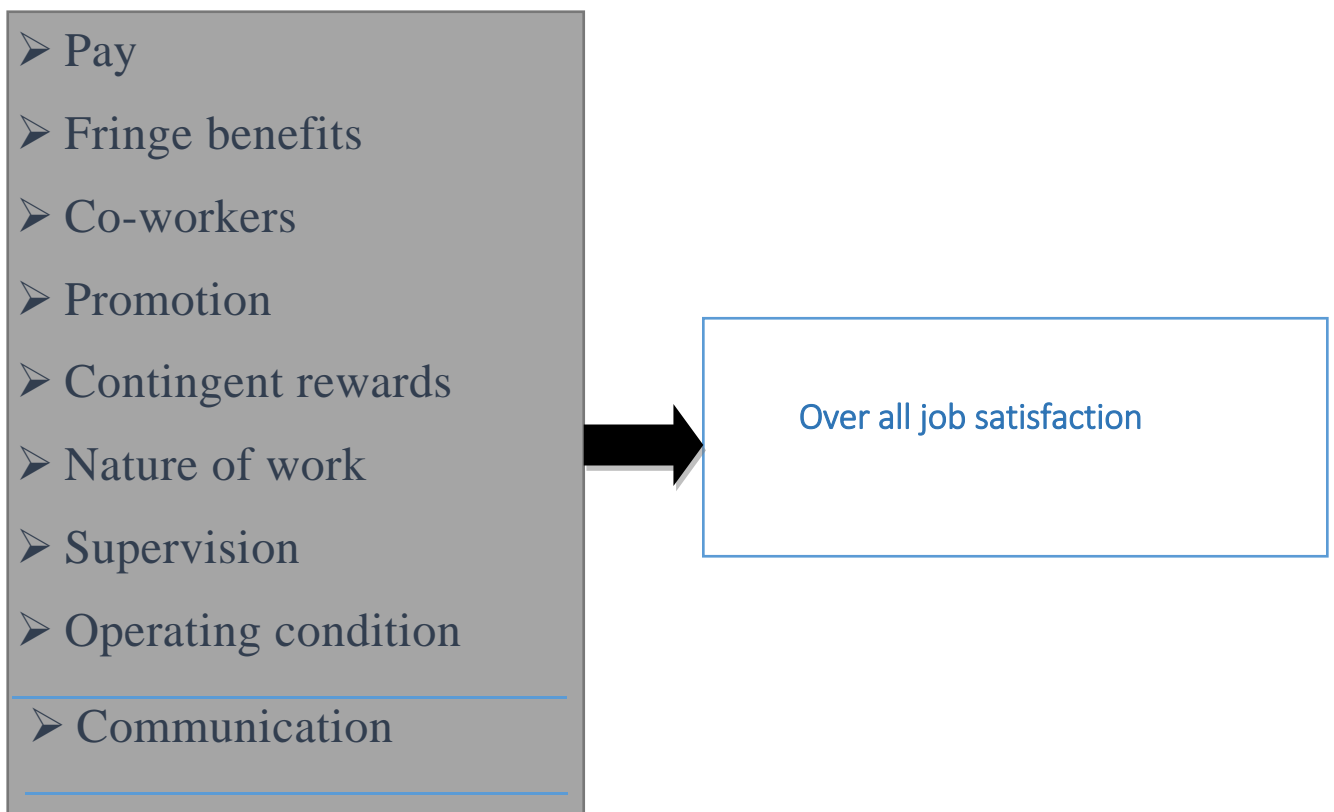 ➢ Pay
➢ Fringe benefits
➢ Co-workers
➢ Promotion
➢ Contingent rewards
➢ Nature of work
➢ Supervision
➢ Operating condition
➢ Communication
Over all job satisfaction